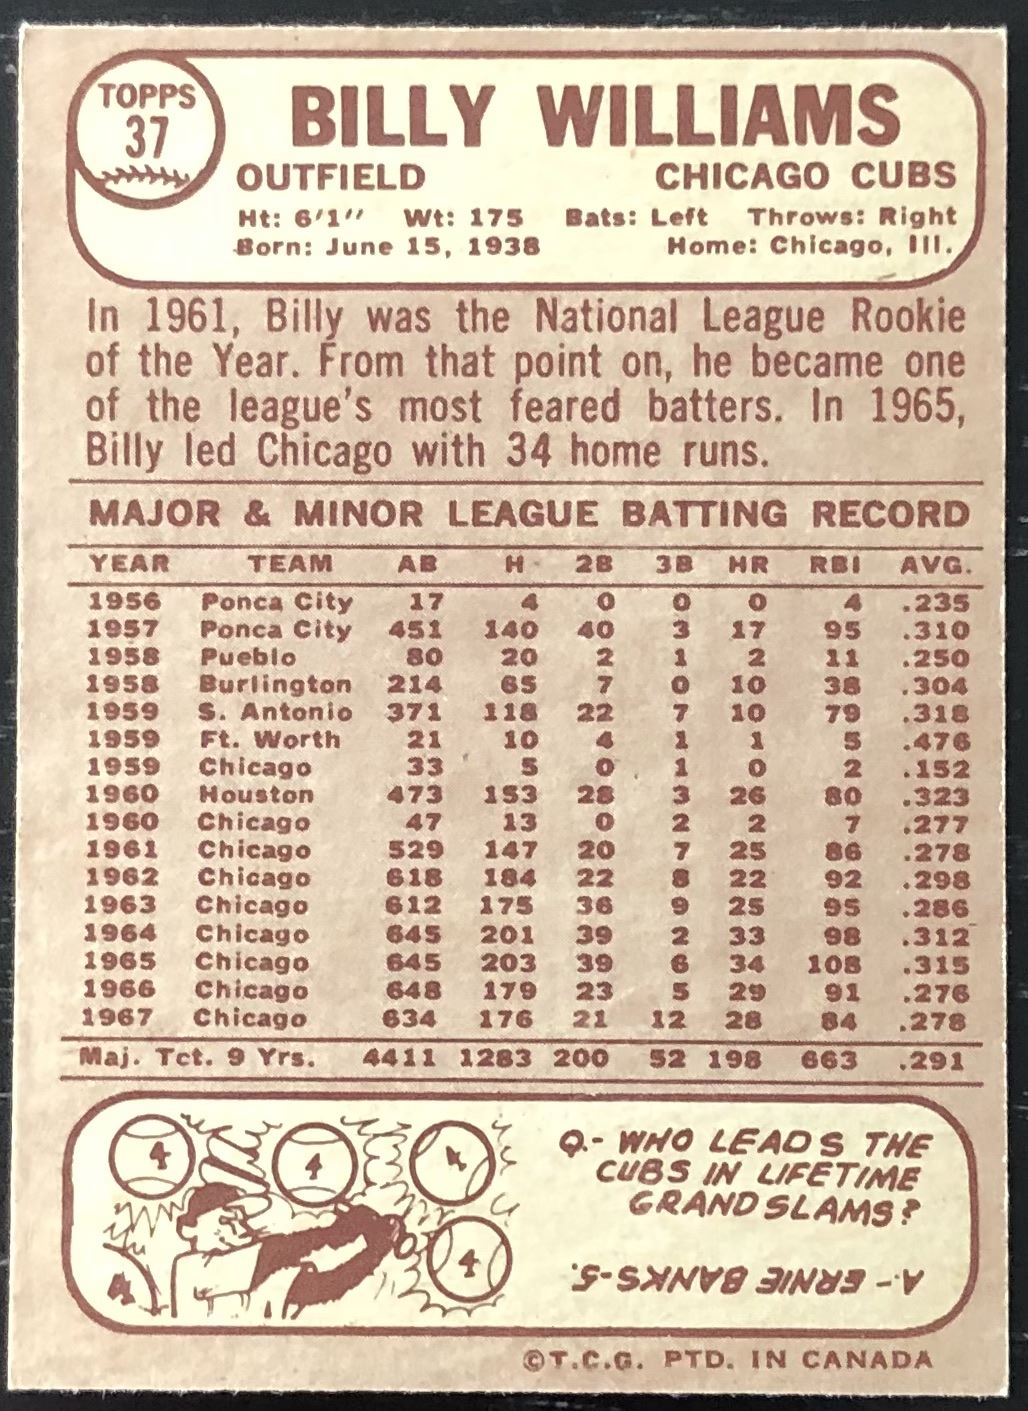 TOPPS
37
BILLY WILLIAMS
OUTFIELD CHICAGO CUBS
Ht: 6'1" Wt: 175 Bats: Left Throws: Right
Born: June 15, 1938 Home: Chicago, Ill.
In 1961, Billy was the National League Rookie
of the Year. From that point on, he became one
of the league's most feared batters. In 1965,
Billy led Chicago with 34 home runs.
MAJOR & MINOR LEAGUE BATTING RECORD
YEAR TEAM AB H 2B 3B HR RBI AVG.
1956 Ponca City 17 4 0 0 0 4 .235
1957 Ponca City 451 140 40 3 17 95 .310
1958 Pueblo 80 20 2 1 2 11 .250
1958 Burlington 214 65 7 0 10 38 .304
1959 S. Antonio 371 118 22 7 10 79 .318
1959 Ft. Worth 21 10 4 1 1 5 .476
1959 Chicago 33 5 0 1 0 2 .152
1960 Houston 473 153 28 3 26 80 .323
1960 Chicago 47 13 0 2 2 7 .277
1961 Chicago 529 147 20 7 25 86 .278
1962 Chicago 618 184 22 8 22 92 .298
1963 Chicago 612 175 36 9 25 95 .286
1964 Chicago 645 201 39 2 33 98 .312
1965 Chicago 645 203 39 6 34 108 .315
1966 Chicago 648 179 23 5 29 91 .276
1967 Chicago 634 176 21 12 28 84 .278
Maj. Tct. 9 Yrs. 4411 1283 200 52 198 663 .291
4 4 4
4 4
Q.- WHO LEADS THE
CUBS IN LIFETIME
GRAND SLAMS?
A.- ERNIE BANKS-5.
©T.C.G. PTD. IN CANADA